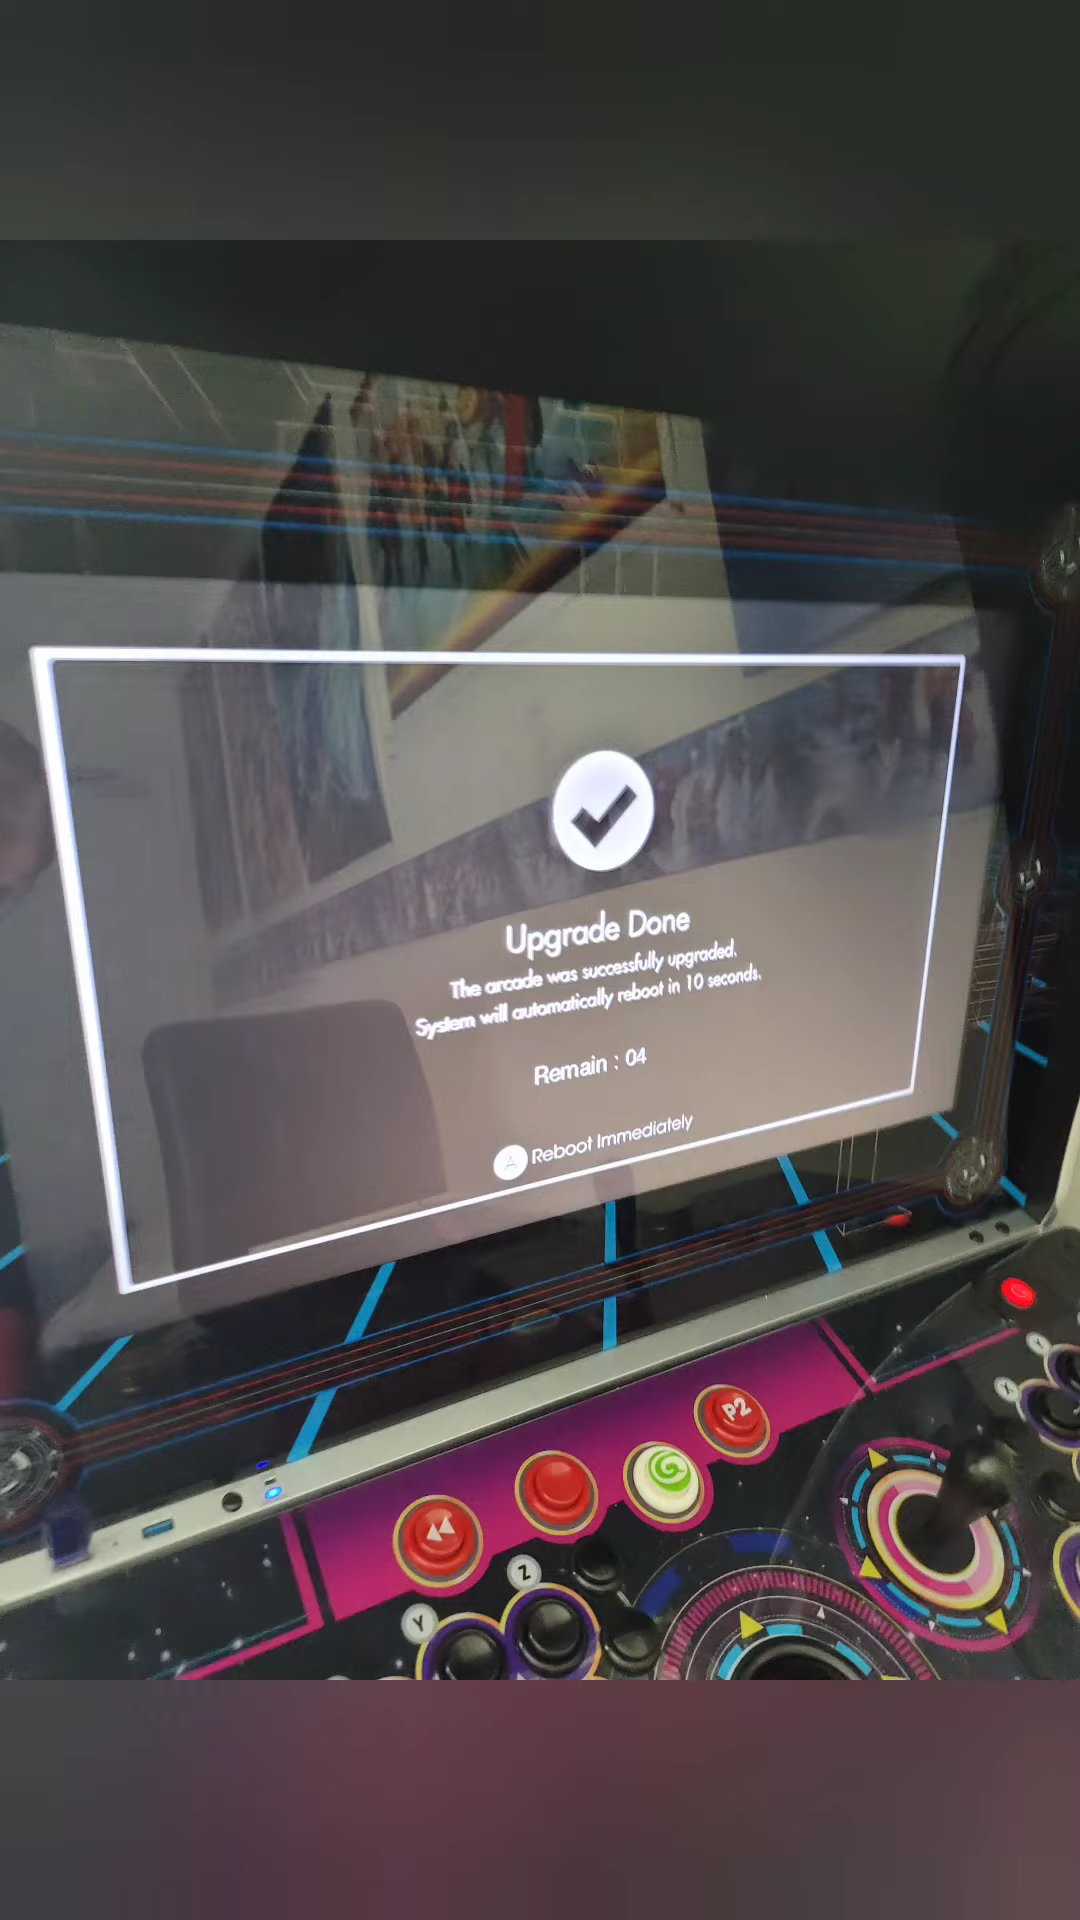 Upgrade Done
The arcade was successfully upgraded.
System will automatically reboot in 10 seconds.
Remain : 04
A Reboot Immediately
P2
Z
Y
Y
X